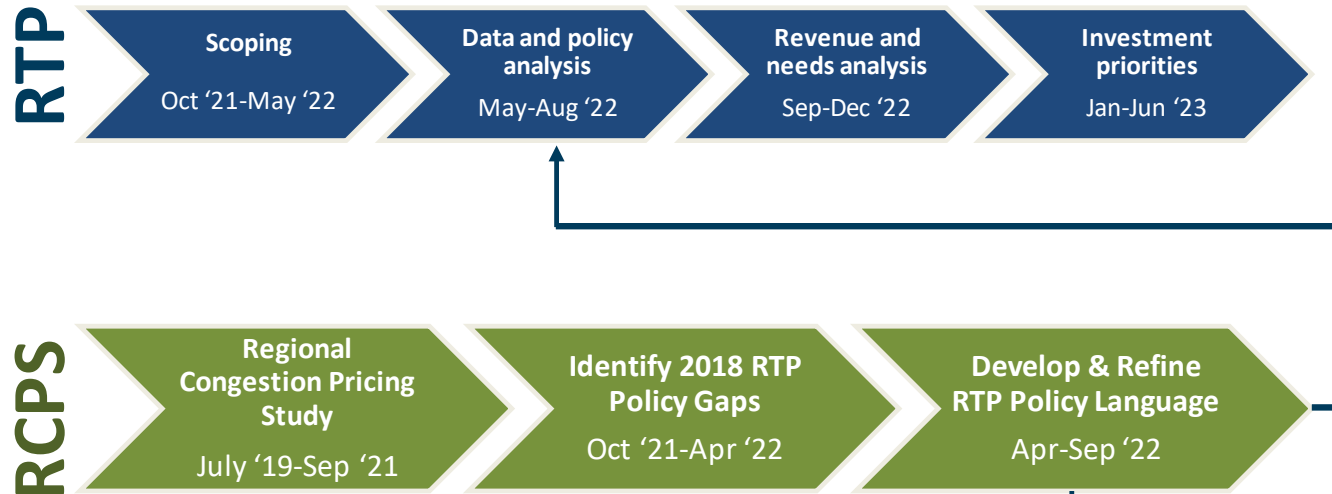 RTP
Scoping
Oct ‘21-May ‘22
Data and policy
analysis
May-Aug ‘22
Revenue and
needs analysis
Sep-Dec ‘22
Investment
priorities
Jan-Jun ‘23
RCPS
Regional
Congestion Pricing
Study
July ‘19-Sep ‘21
Identify 2018 RTP
Policy Gaps
Oct ‘21-Apr ‘22
Develop & Refine
RTP Policy Language
Apr-Sep ‘22